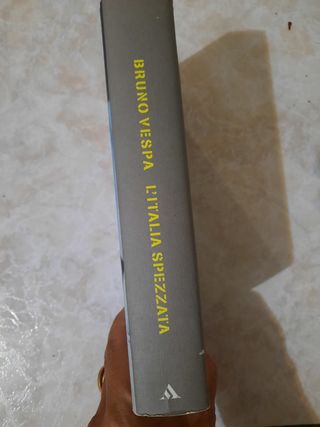 BRUNO VESPA L'ITALIA SPEZZATA